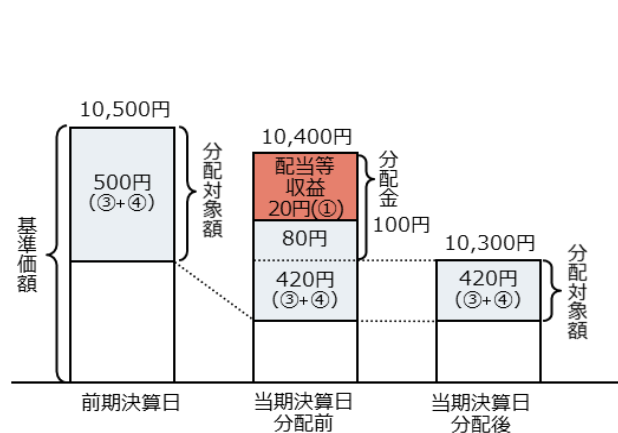 10,500円
500円
(③+④)
分配対象額
基準価額
前期決算日
10,400円
配当等
収益
20円(①)
80円
420円
(③+④)
分配金
100円
当期決算日
分配前
10,300円
420円
(③+④)
分配対象額
当期決算日
分配後